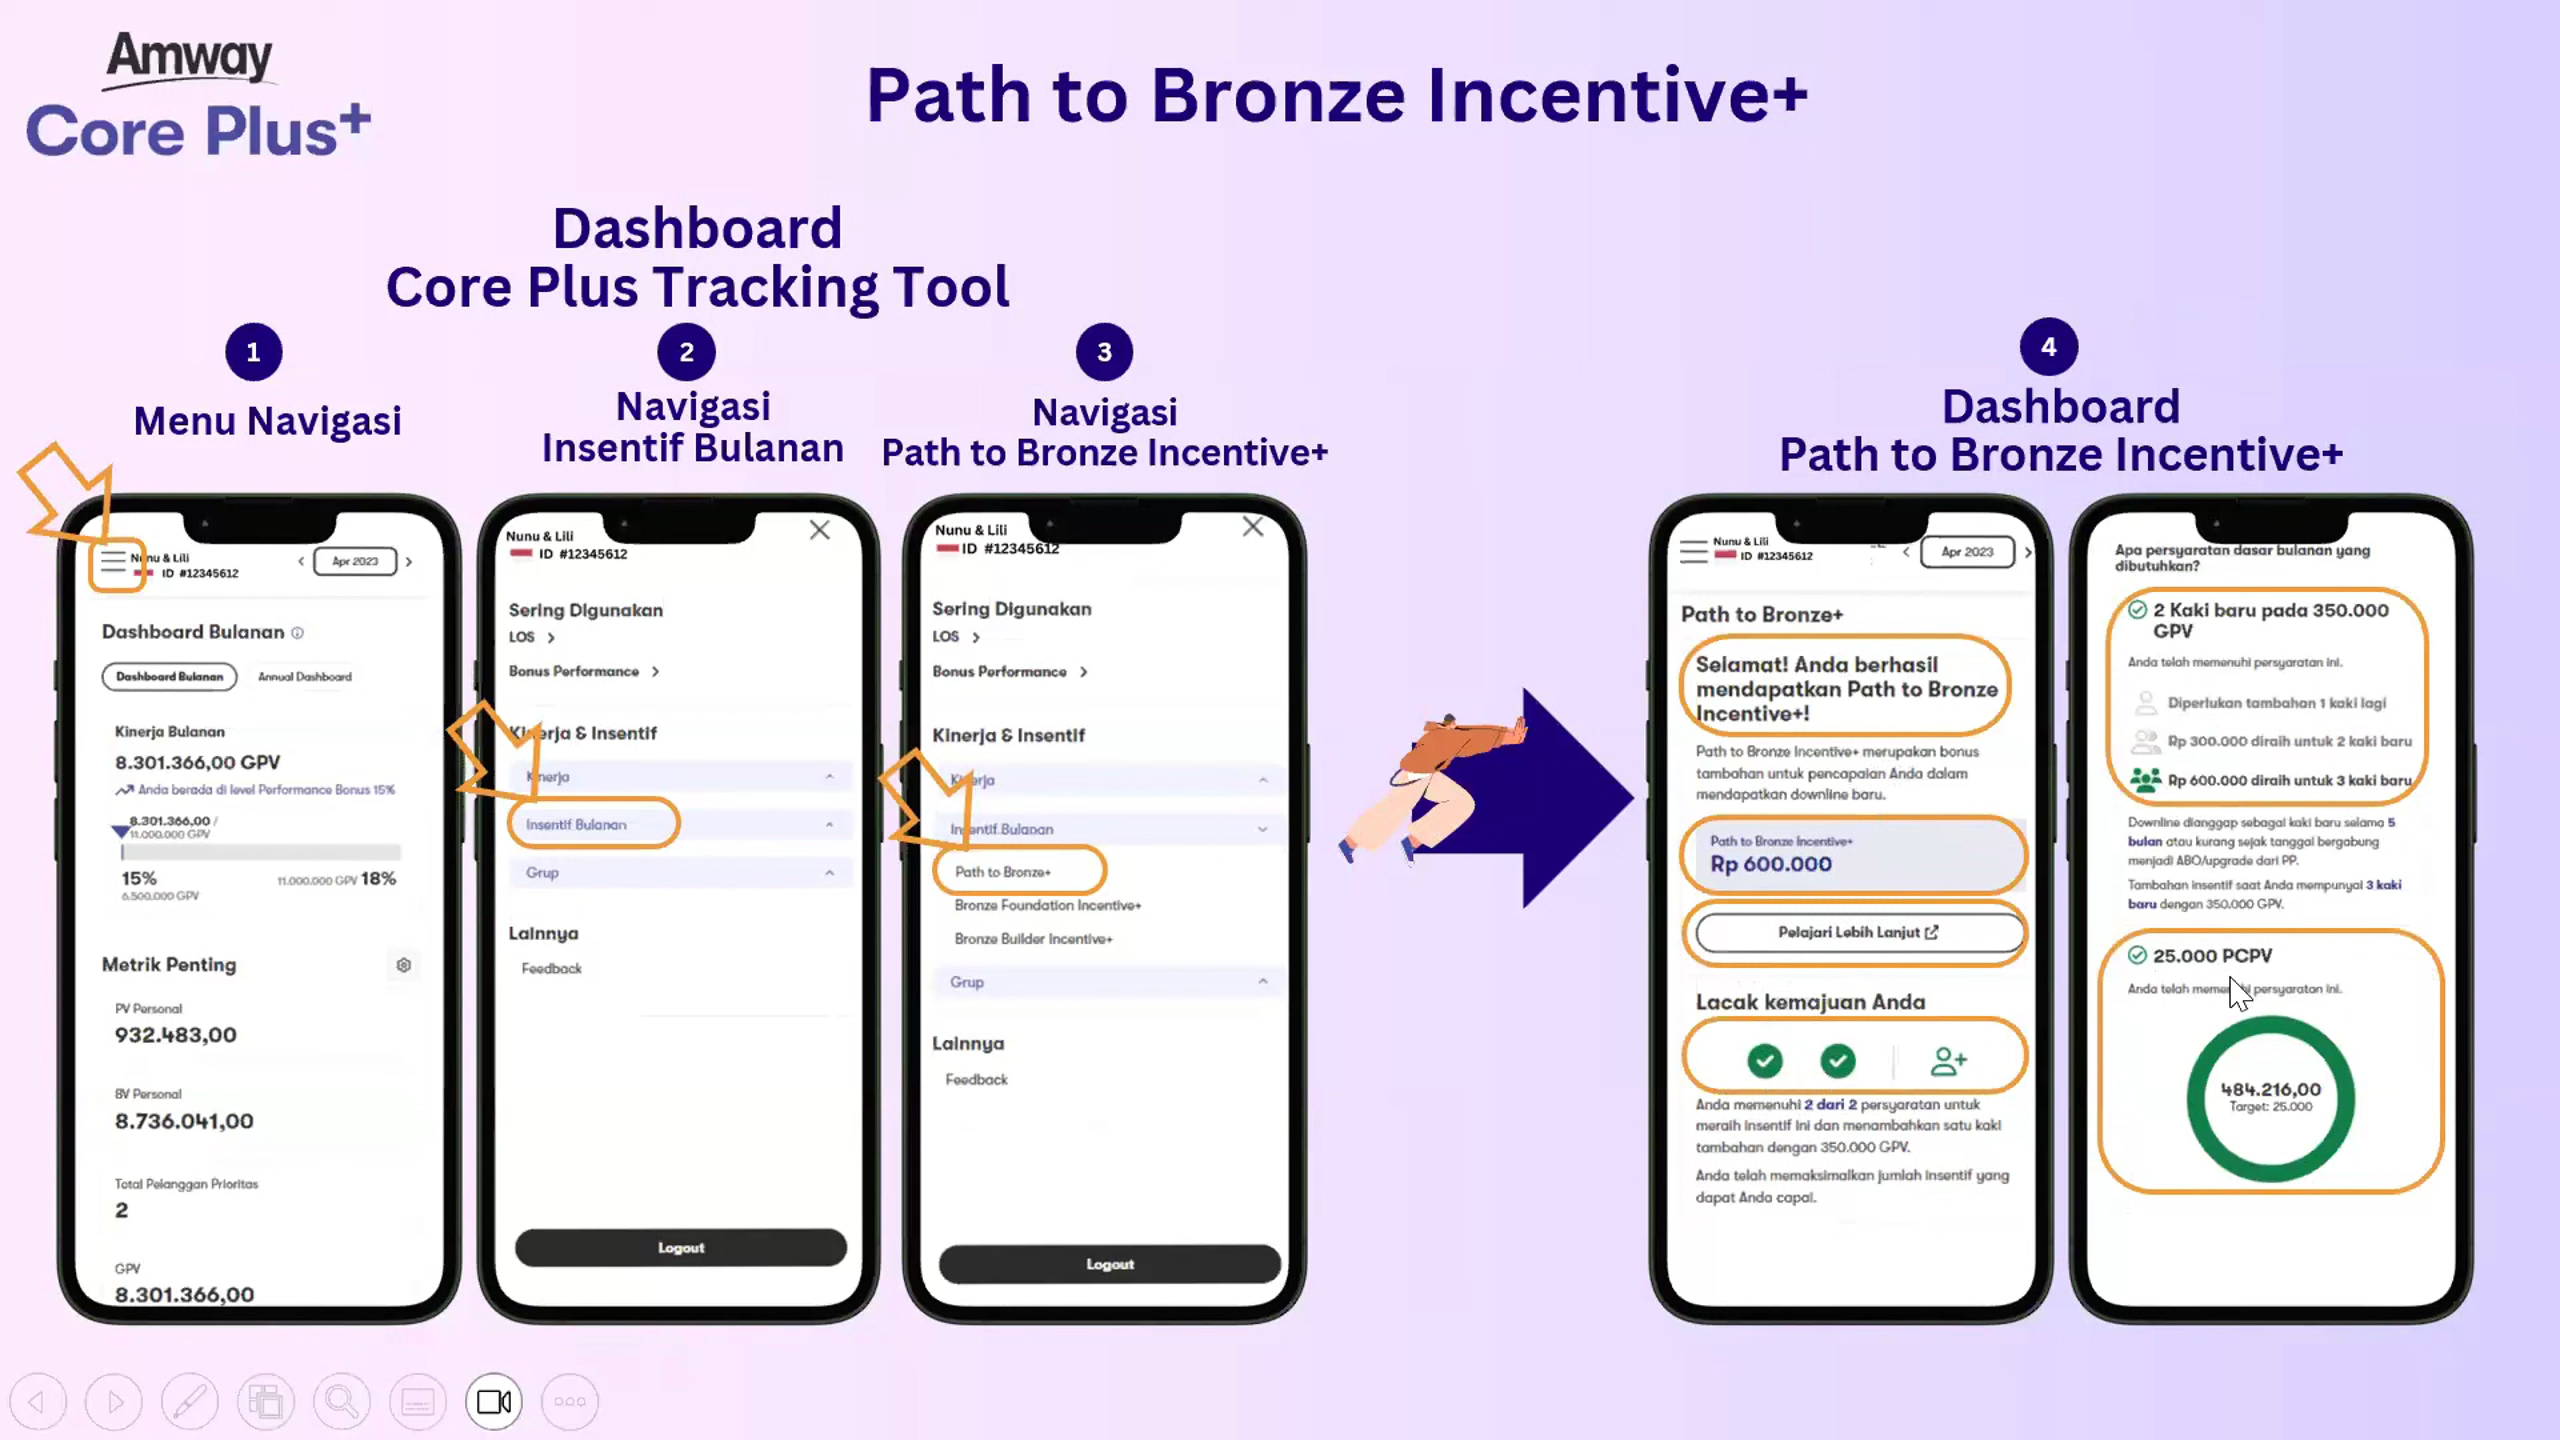 Amway
Core Plus+
Path to Bronze Incentive+
Dashboard
Core Plus Tracking Tool
1
Menu Navigasi
2
Navigasi
Insentif Bulanan
3
Navigasi
Path to Bronze Incentive+
4
Dashboard
Path to Bronze Incentive+
Nunu & Lili
ID #12345612
Apr 2023
Dashboard Bulanan
Dashboard Bulanan
Annual Dashboard
Kinerja Bulanan
8.301.366,00 GPV
Anda berada di level Performance Bonus 15%
8.301.366,00 /
11.000.000 GPV
15%
11.000.000 GPV 18%
6.500.000 GPV
Metrik Penting
PV Personal
932.483,00
BV Personal
8.736.041,00
Total Pelanggan Prioritas
2
GPV
8.301.366,00
Nunu & Lili
ID #12345612
Sering Digunakan
LOS
Bonus Performance
Kinerja & Insentif
Kinerja
Insentif Bulanan
Grup
Lainnya
Feedback
Logout
Nunu & Lili
ID #12345612
Sering Digunakan
LOS
Bonus Performance
Kinerja & Insentif
Kinerja
Insentif Bulanan
Path to Bronze+
Bronze Foundation Incentive+
Bronze Builder Incentive+
Grup
Lainnya
Feedback
Logout
Nunu & Lili
ID #12345612
Apr 2023
Path to Bronze+
Selamat! Anda berhasil
mendapatkan Path to Bronze
Incentive+!
Path to Bronze Incentive+ merupakan bonus
tambahan untuk pencapaian Anda dalam
mendapatkan downline baru.
Path to Bronze Incentive+
Rp 600.000
Pelajari Lebih Lanjut
Lacak kemajuan Anda
Anda memenuhi 2 dari 2 persyaratan untuk
meraih insentif ini dan menambahkan satu kaki
tambahan dengan 350.000 GPV.
Anda telah memaksimalkan jumlah insentif yang
dapat Anda capai.
Apa persyaratan dasar bulanan yang
dibutuhkan?
2 Kaki baru pada 350.000
GPV
Anda telah memenuhi persyaratan ini.
Diperlukan tambahan 1 kaki lagi
Rp 300.000 diraih untuk 2 kaki baru
Rp 600.000 diraih untuk 3 kaki baru
Downline dianggap sebagai kaki baru selama 5
bulan atau kurang sejak tanggal bergabung
menjadi ABO/upgrade dari PP.
Tambahan insentif saat Anda mempunyai 3 kaki
baru dengan 350.000 GPV.
25.000 PCPV
Anda telah memenuhi persyaratan ini.
484.216,00
Target: 25.000